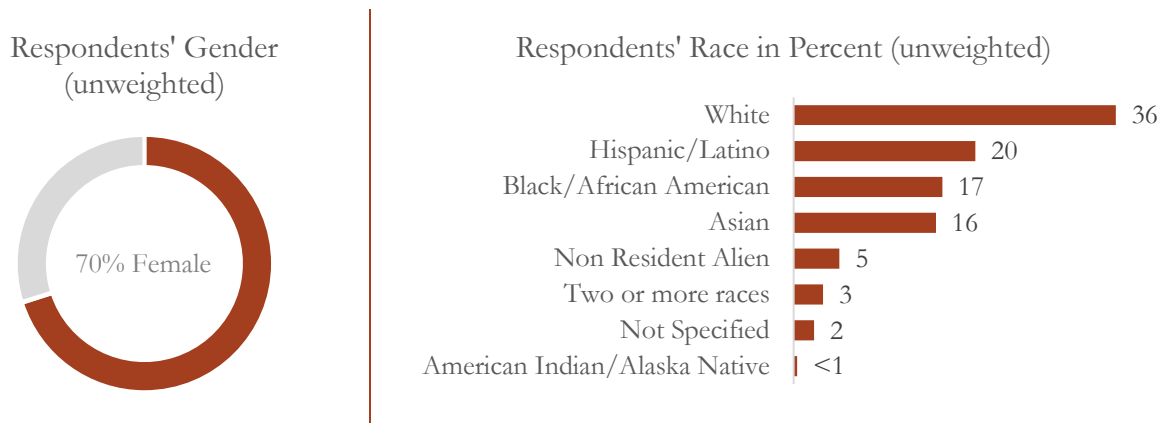 Respondents' Gender
(unweighted)
70% Female
Respondents' Race in Percent (unweighted)
White 36
Hispanic/Latino 20
Black/African American 17
Asian 16
Non Resident Alien 5
Two or more races 3
Not Specified 2
American Indian/Alaska Native <1